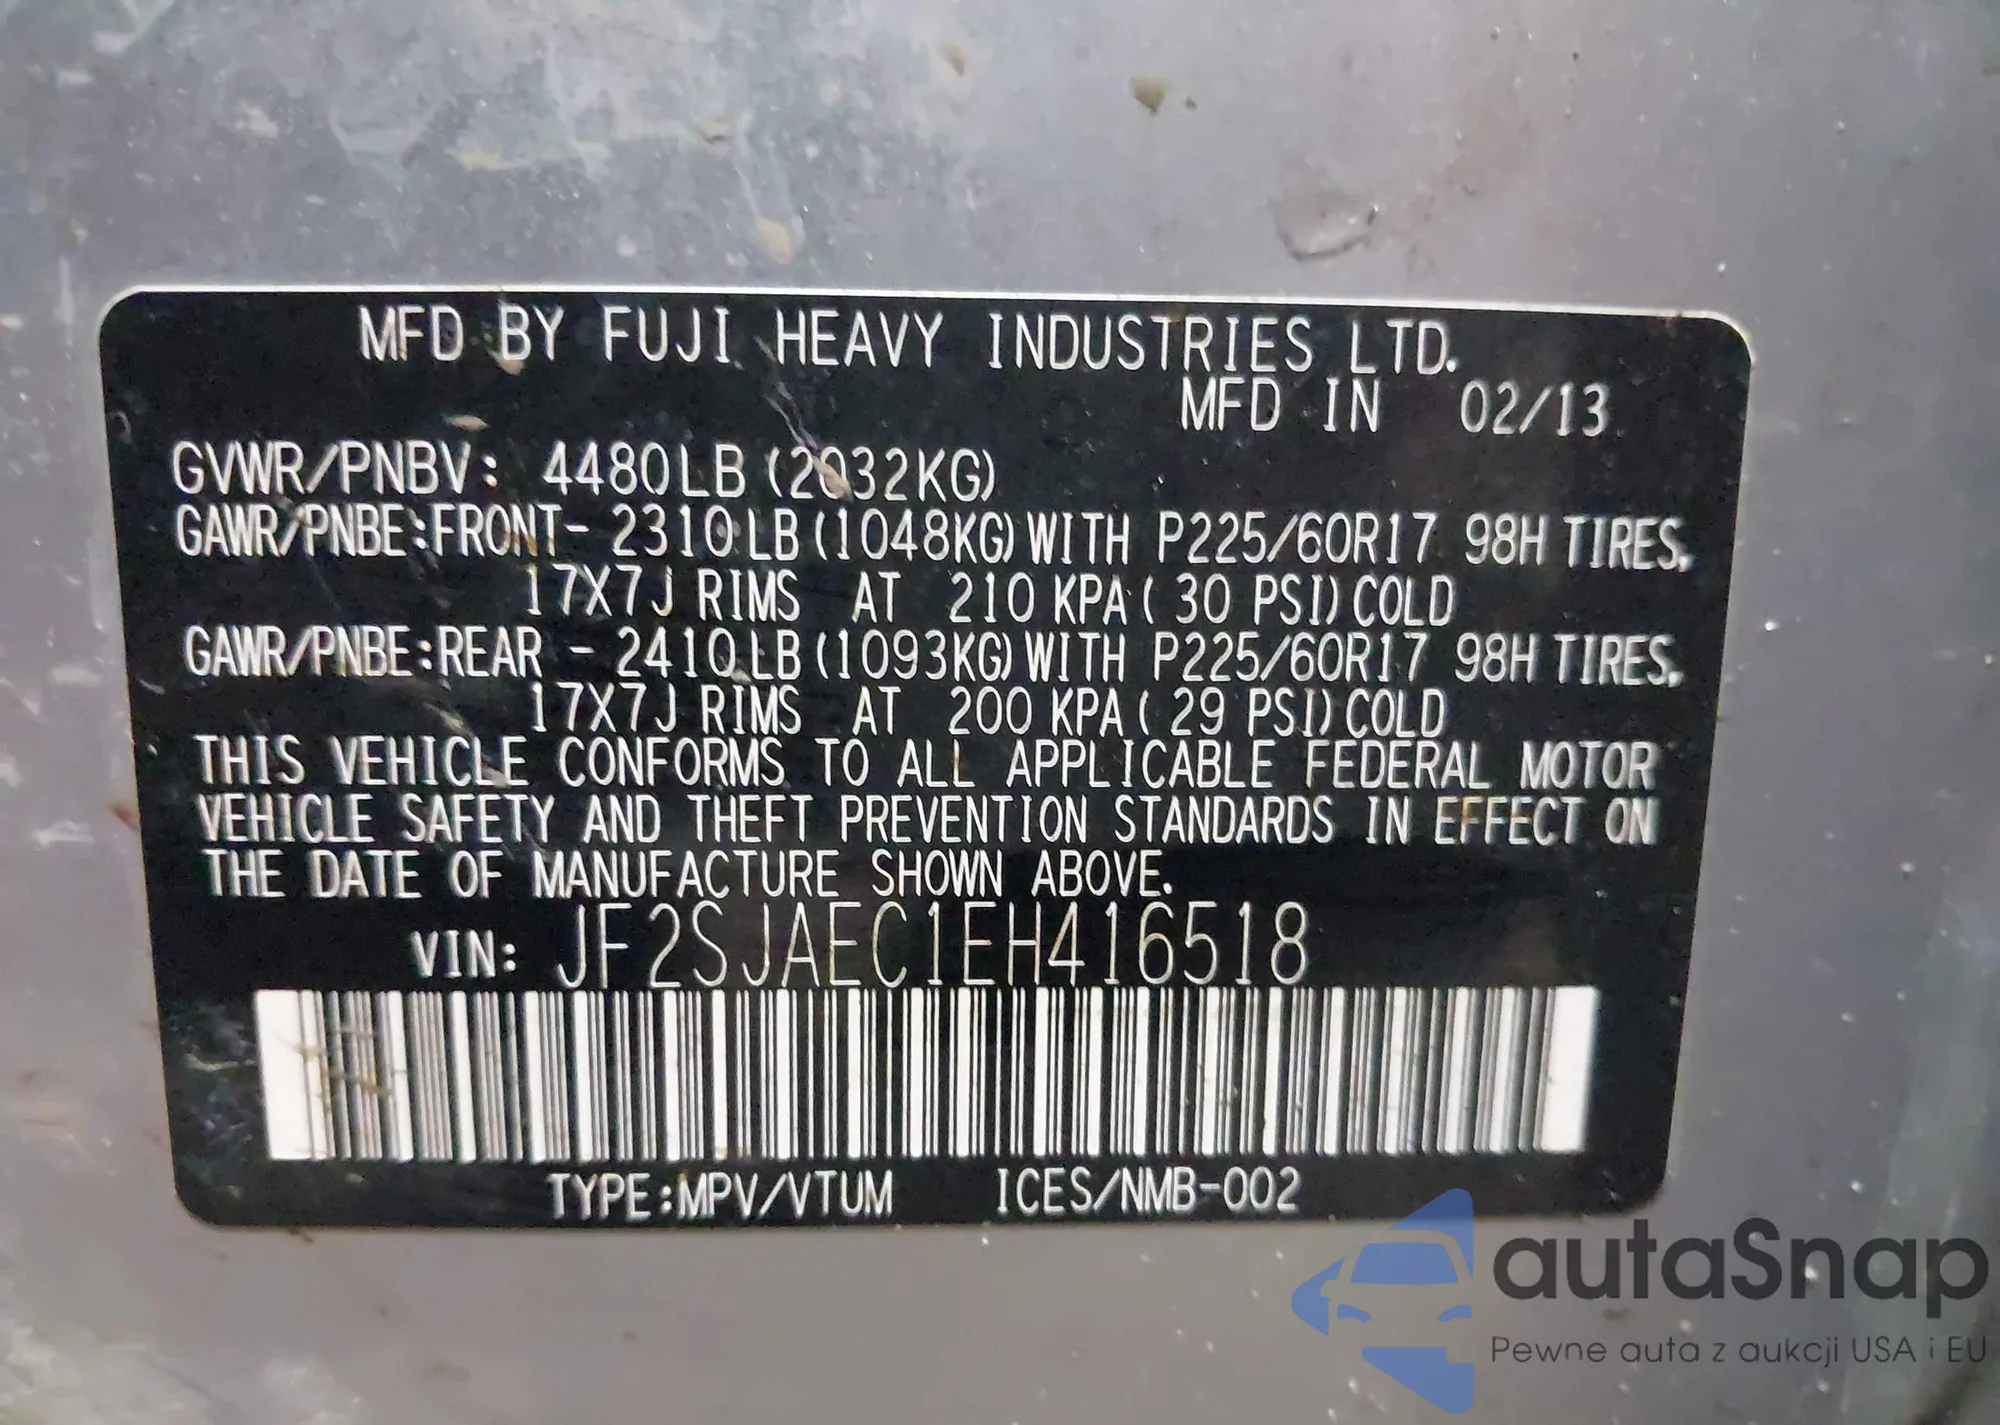 MFD BY FUJI HEAVY INDUSTRIES LTD.
MFD IN 02/13
GVWR/PNBV: 4480LB (2032KG)
GAWR/PNBE:FRONT- 2310LB(1048KG)WITH P225/60R17 98H TIRES,
17X7J RIMS AT 210 KPA( 30 PSI)COLD
GAWR/PNBE:REAR - 2410LB(1093KG)WITH P225/60R17 98H TIRES,
17X7J RIMS AT 200 KPA( 29 PSI)COLD
THIS VEHICLE CONFORMS TO ALL APPLICABLE FEDERAL MOTOR
VEHICLE SAFETY AND THEFT PREVENTION STANDARDS IN EFFECT ON
THE DATE OF MANUFACTURE SHOWN ABOVE.
VIN: JF2SJAEC1EH416518
TYPE:MPV/VTUM ICES/NMB-002
autaSnap
Pewne auta z aukcji USA i EU